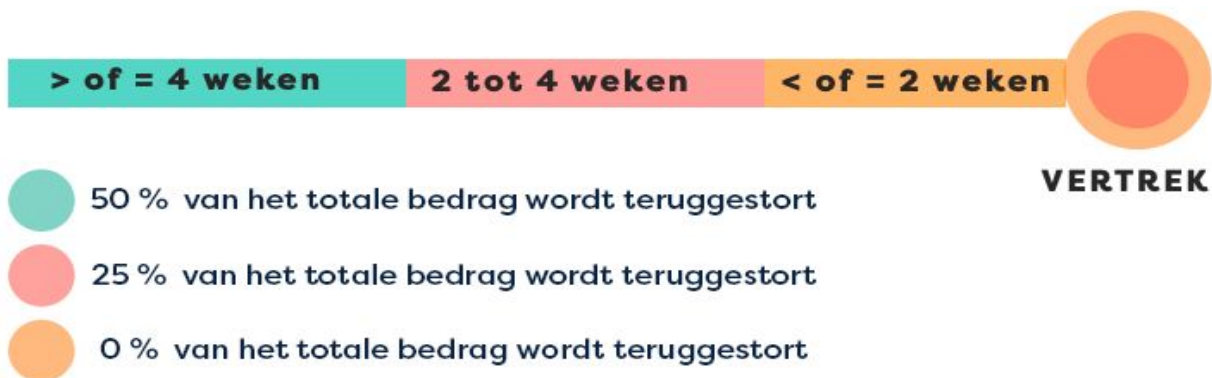 > of = 4 weken 2 tot 4 weken < of = 2 weken
VERTREK
50 % van het totale bedrag wordt teruggestort
25 % van het totale bedrag wordt teruggestort
0 % van het totale bedrag wordt teruggestort